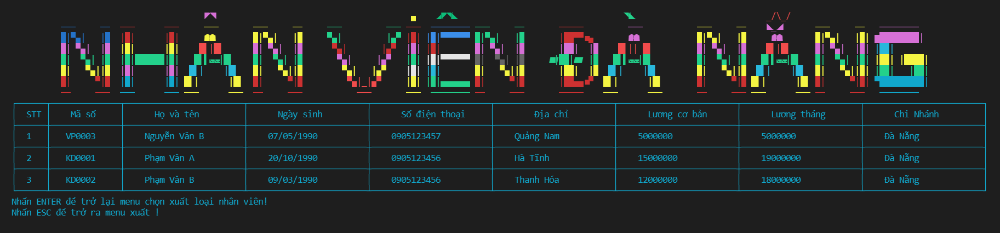 NHÂN VIÊN ĐÀ NẴNG
STT Mã số Họ và tên Ngày sinh Số điện thoại Địa chỉ Lương cơ bản Lương tháng Chi Nhánh
1 VP0003 Nguyễn Văn B 07/05/1990 0905123457 Quảng Nam 5000000 5000000 Đà Nẵng
2 KD0001 Phạm Văn A 20/10/1990 0905123456 Hà Tĩnh 15000000 19000000 Đà Nẵng
3 KD0002 Phạm Văn B 09/03/1990 0905123456 Thanh Hóa 12000000 18000000 Đà Nẵng
Nhấn ENTER để trở lại menu chọn xuất loại nhân viên!
Nhấn ESC để trở ra menu xuất !